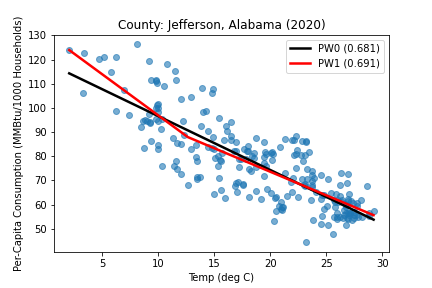 County: Jefferson, Alabama (2020)
Per-Capita Consumption (MMBtu/1000 Households)
130
120
110
100
90
80
70
60
50
PW0 (0.681)
PW1 (0.691)
5 10 15 20 25 30
Temp (deg C)